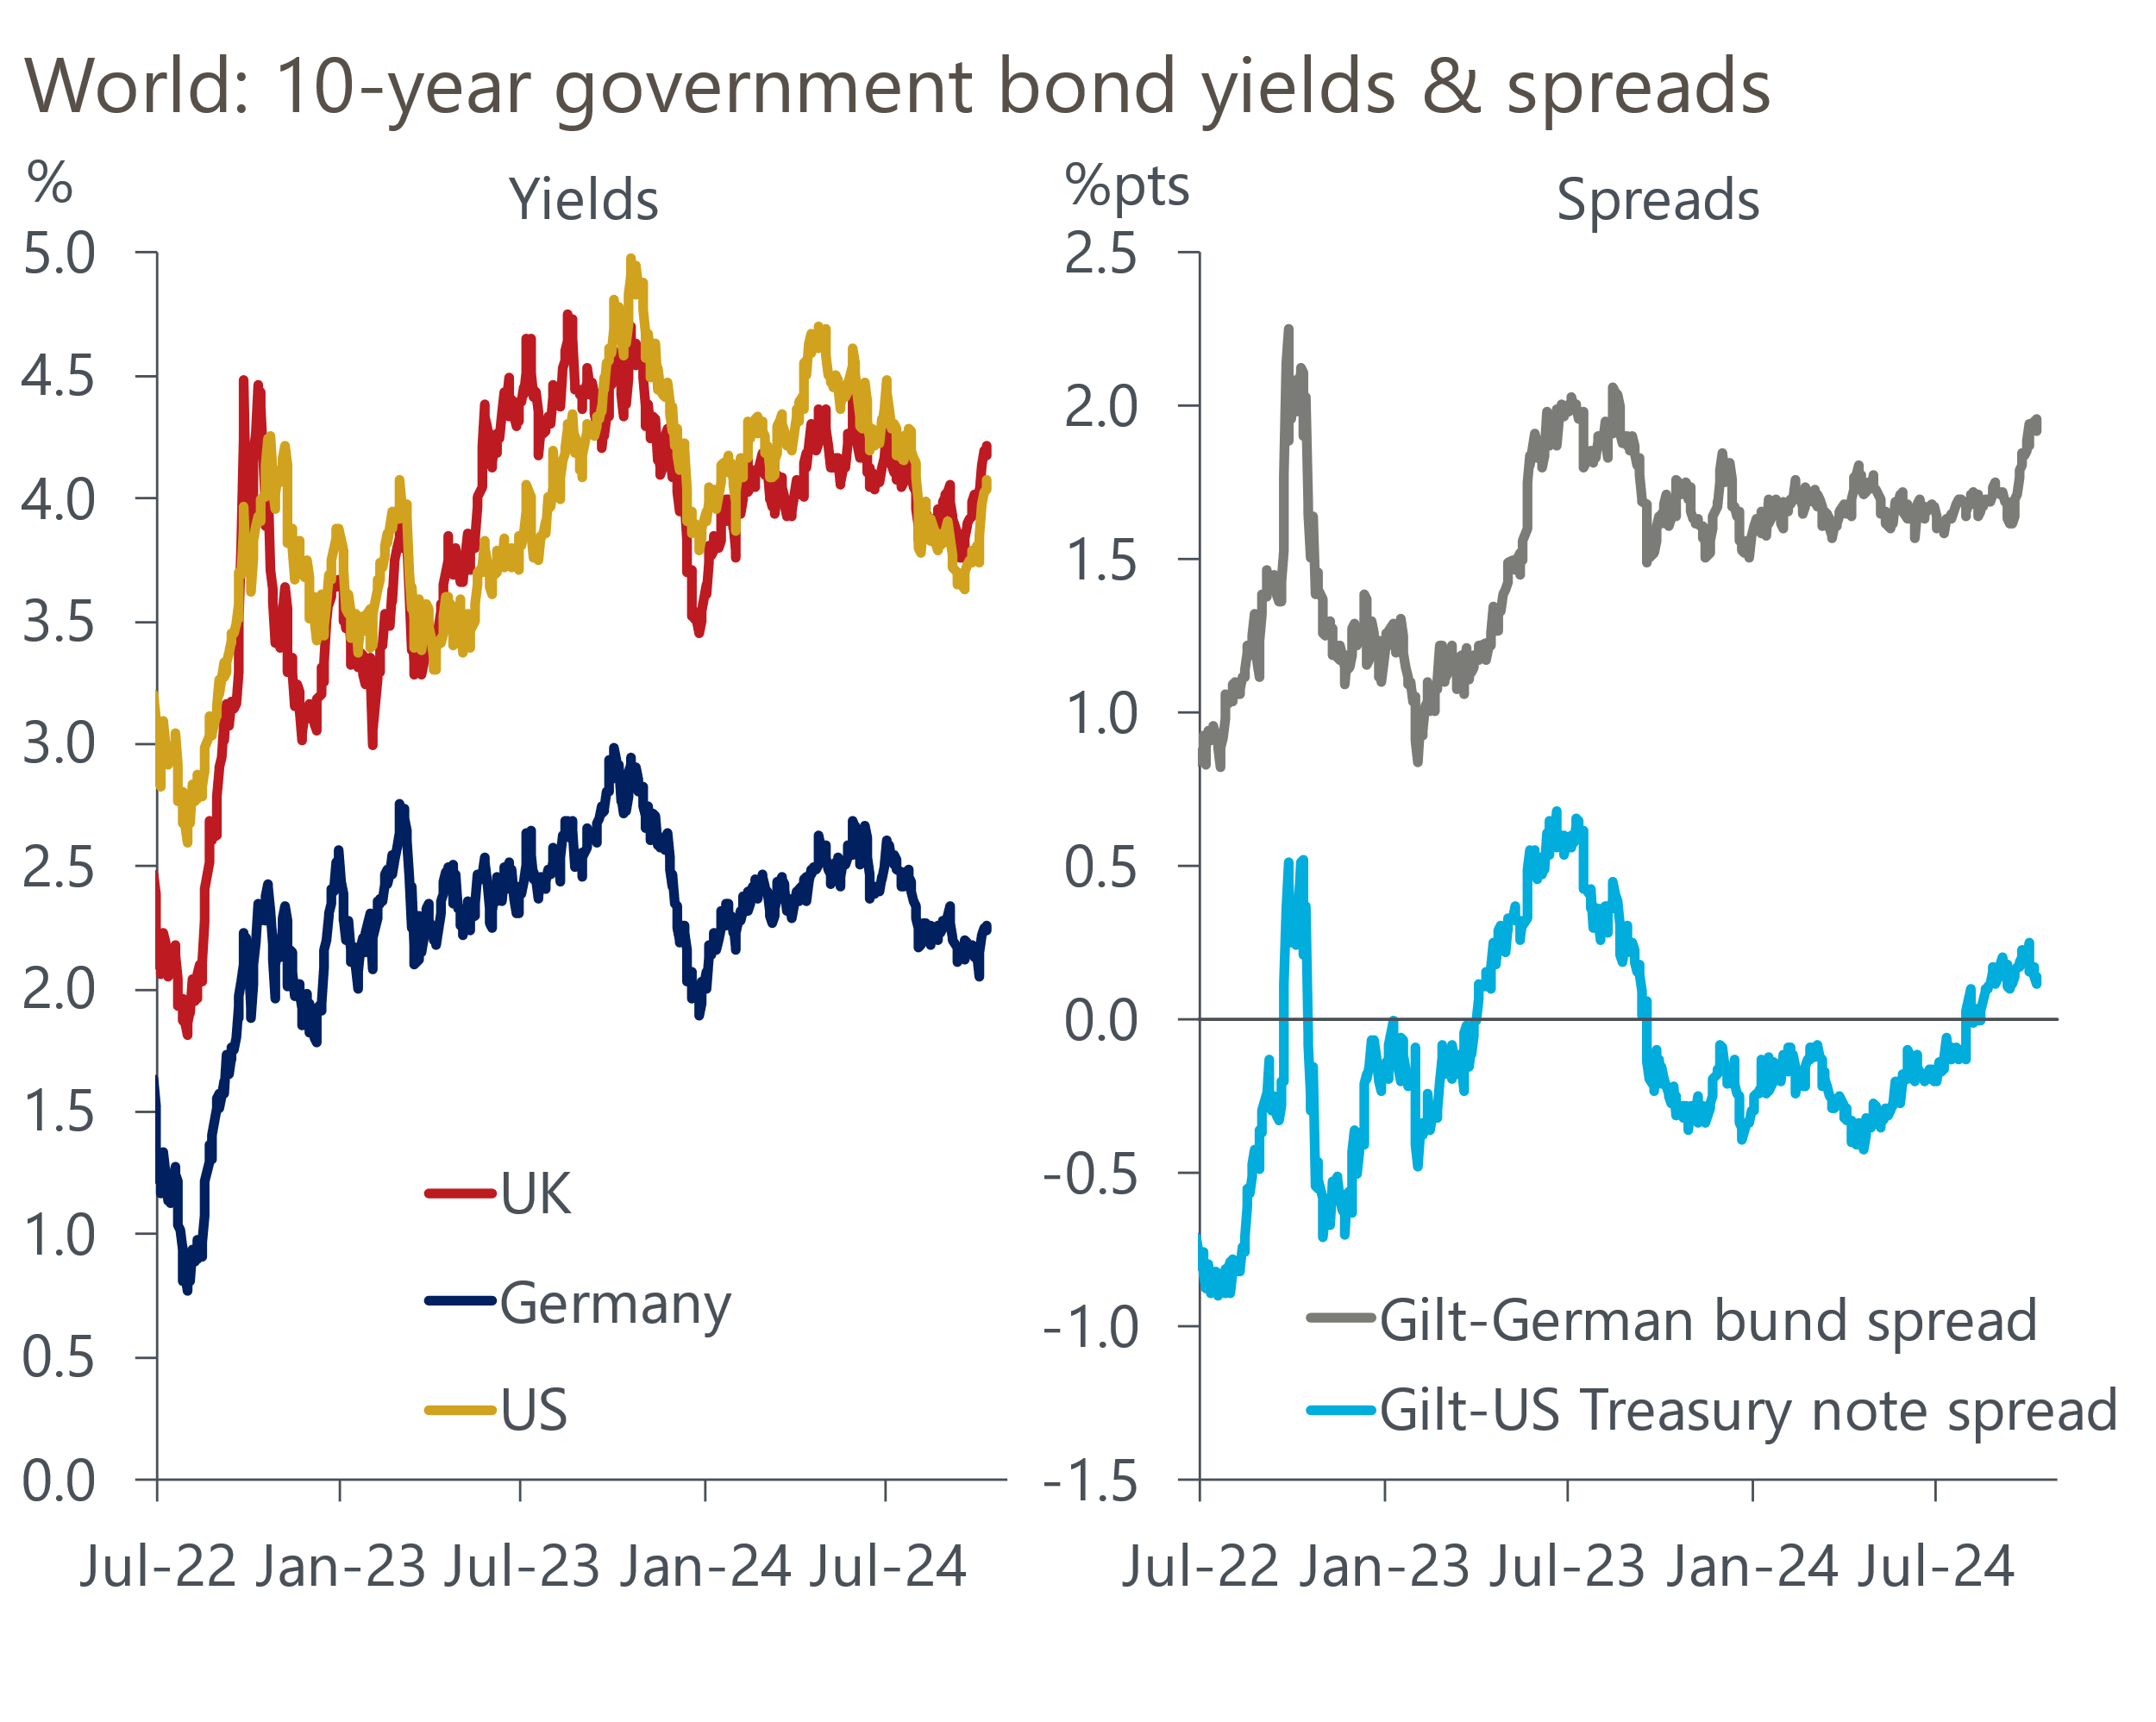 World: 10-year government bond yields & spreads
%
Yields
5.0
4.5
4.0
3.5
3.0
2.5
2.0
1.5
1.0
0.5
0.0
Jul-22 Jan-23 Jul-23 Jan-24 Jul-24
UK
Germany
US
%pts
Spreads
2.5
2.0
1.5
1.0
0.5
0.0
-0.5
-1.0
-1.5
Jul-22 Jan-23 Jul-23 Jan-24 Jul-24
Gilt-German bund spread
Gilt-US Treasury note spread